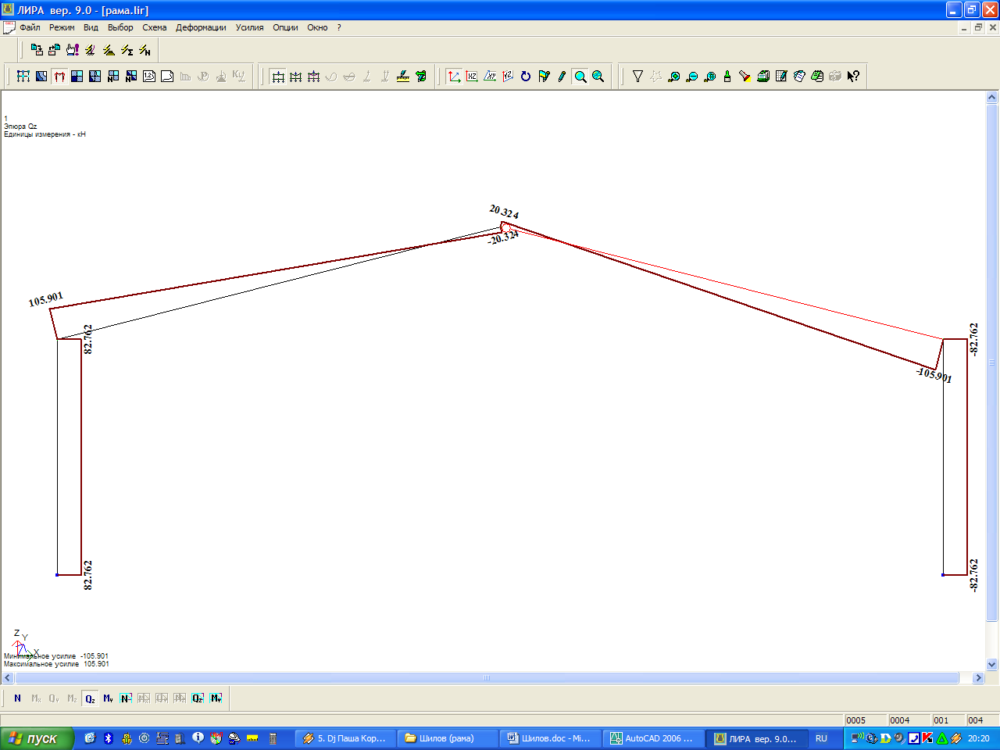 ЛИРА вер. 9.0 - [рама.lir]
Файл Режим Вид Выбор Схема Деформации Усилия Опции Окно ?
1
Эпюра Qz
Единицы измерения - кН
20.324
-20.324
105.901
82.762
-82.762
-105.901
82.762
-82.762
Z
Y
X
Минимальное усилие -105.901
Максимальное усилие 105.901
N Mx Qy Mz Qz My
0005 0004 001 004
пуск
5. Dj Паша Кор...
Шилов (рама)
Шилов.doc - Mi...
AutoCAD 2006 ...
ЛИРА вер. 9.0...
RU
20:20